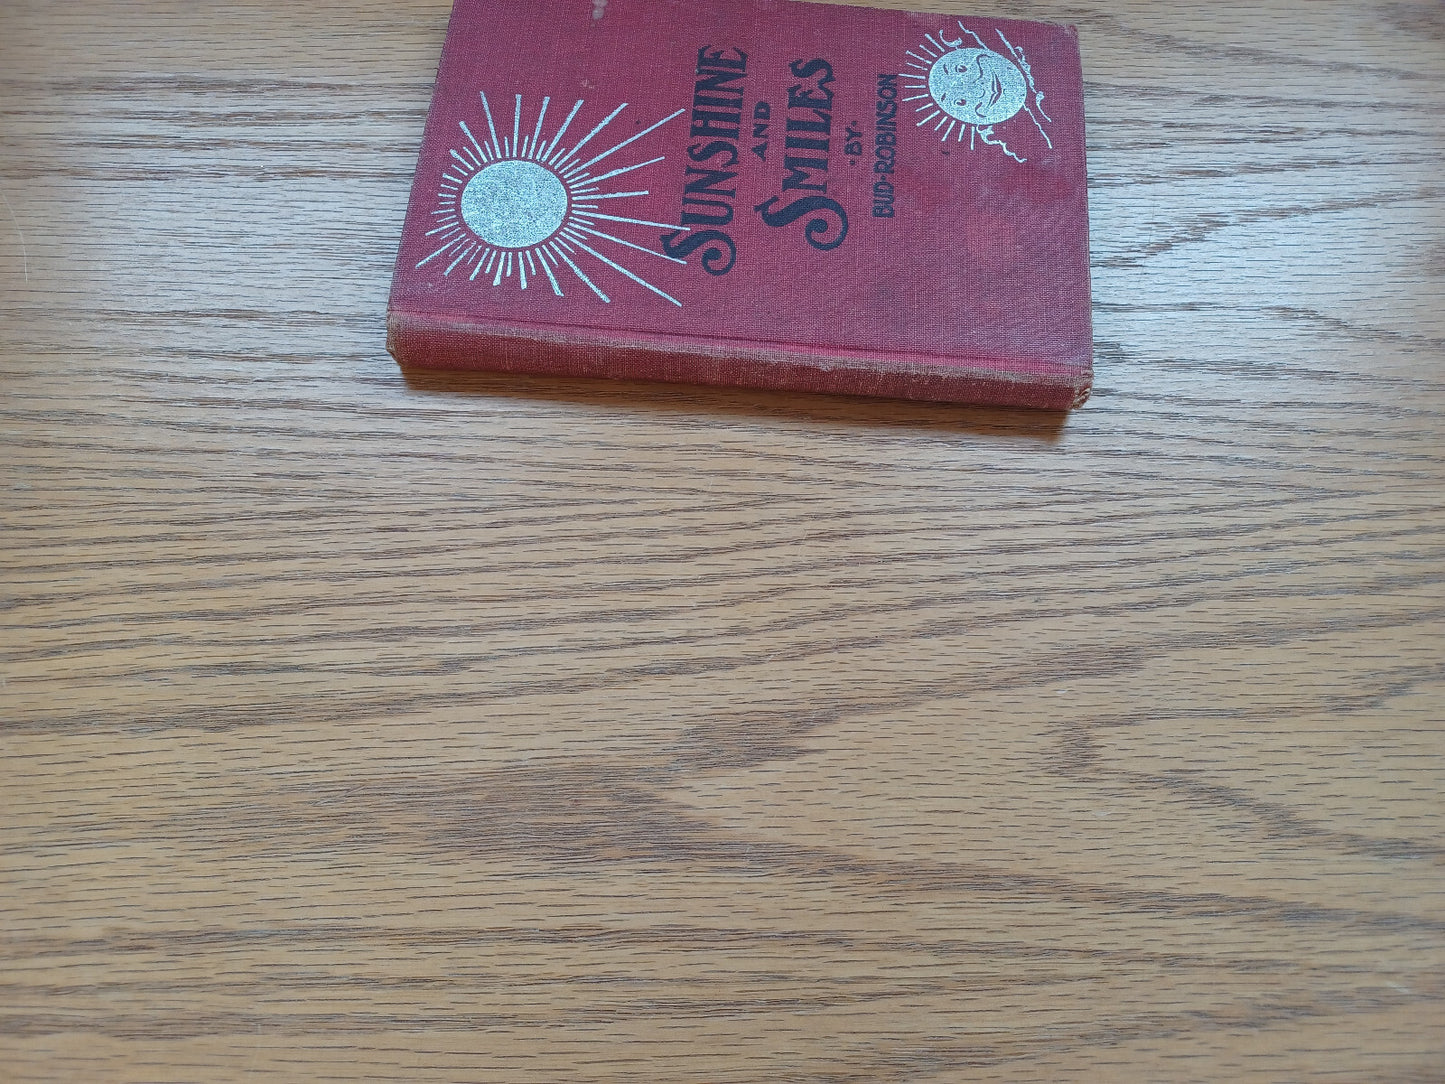 SUNSHINE
AND
SMILES
·BY·
BUD·ROBINSON